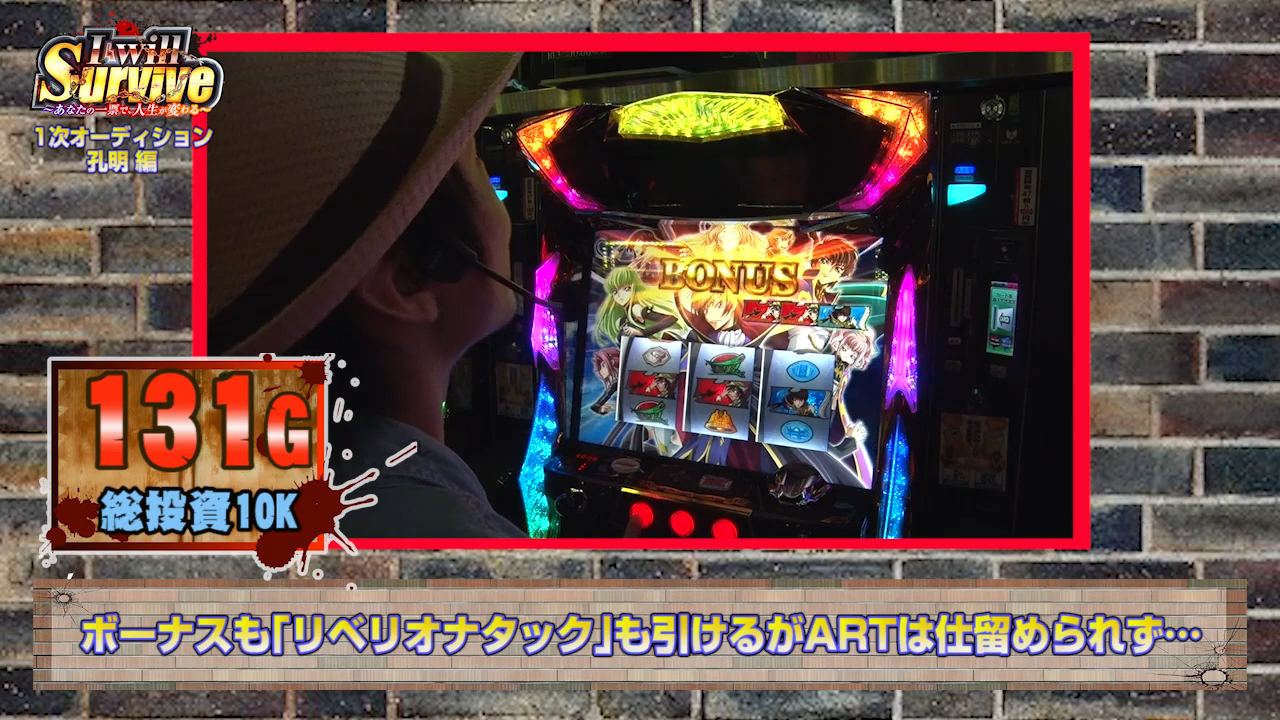 I will
Survive
～あなたの一票で、人生が変わる～
1次オーディション
孔明 編
BONUS
131G
総投資10K
ボーナスも「リベリオナタック」も引けるがARTは仕留められず…